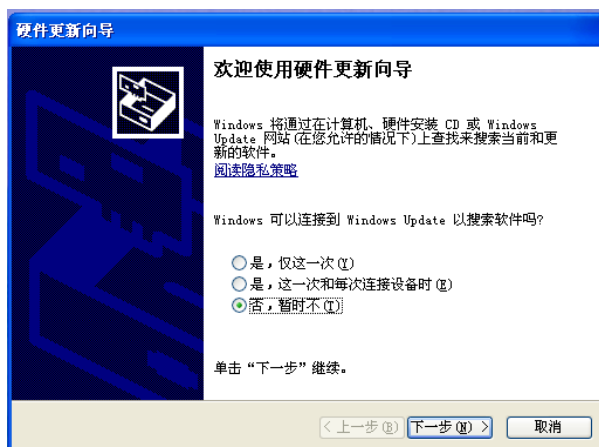 硬件更新向导
欢迎使用硬件更新向导
Windows 将通过在计算机、硬件安装 CD 或 Windows
Update 网站(在您允许的情况下)上查找来搜索当前和更
新的软件。
阅读隐私策略
Windows 可以连接到 Windows Update 以搜索软件吗?
是，仅这一次(Y)
是，这一次和每次连接设备时(E)
否，暂时不(T)
单击“下一步”继续。
< 上一步(B) 下一步(N) > 取消